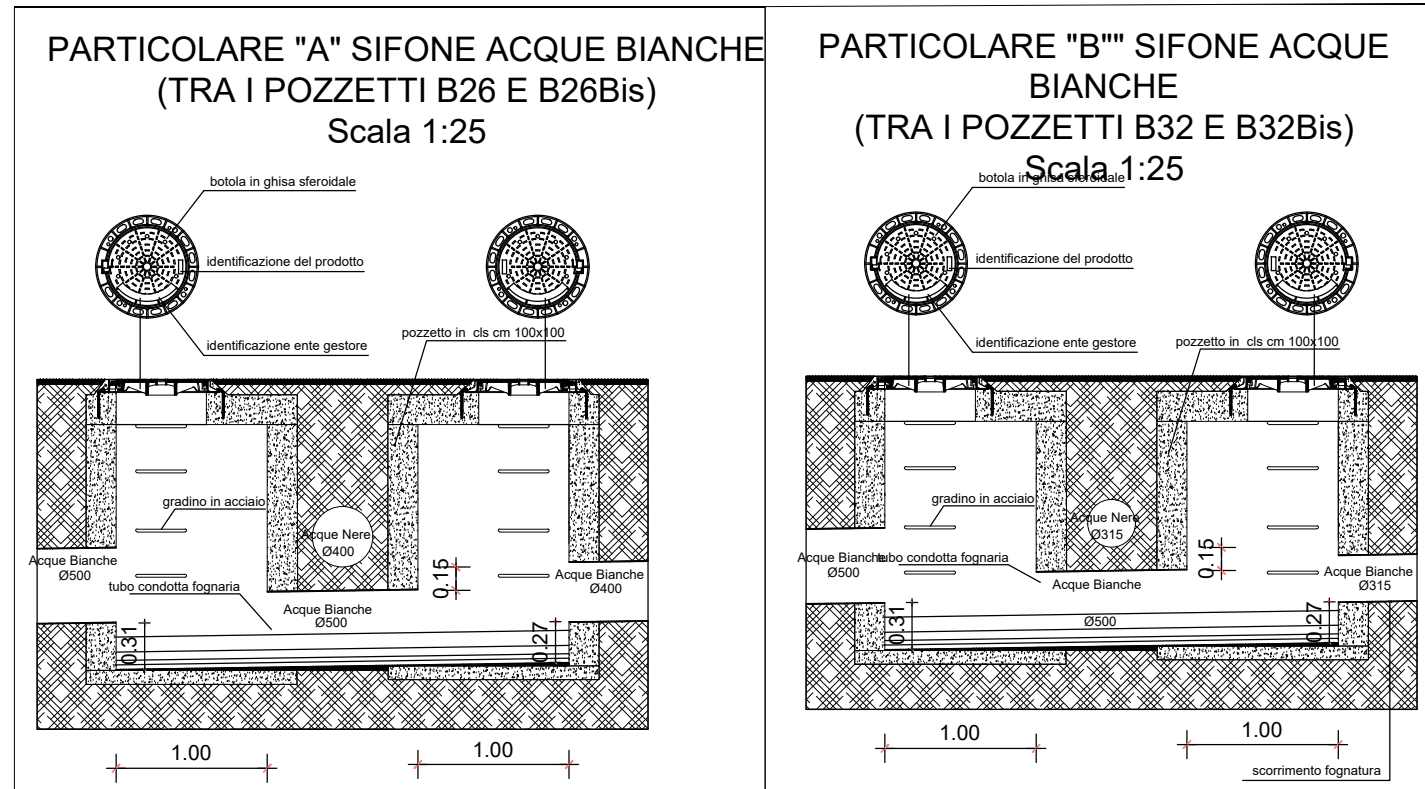 PARTICOLARE "A" SIFONE ACQUE BIANCHE
(TRA I POZZETTI B26 E B26Bis)
Scala 1:25
botola in ghisa sferoidale
identificazione del prodotto
identificazione ente gestore
pozzetto in cls cm 100x100
gradino in acciaio
Acque Nere
Ø400
Acque Bianche
Ø500
tubo condotta fognaria
0.15
Acque Bianche
Ø400
Acque Bianche
Ø500
0.31
0.27
1.00
1.00
PARTICOLARE "B"" SIFONE ACQUE
BIANCHE
(TRA I POZZETTI B32 E B32Bis)
Scala 1:25
botola in ghisa sferoidale
identificazione del prodotto
identificazione ente gestore
pozzetto in cls cm 100x100
gradino in acciaio
Acque Nere
Ø315
Acque Bianche
Ø500
tubo condotta fognaria
0.15
Acque Bianche
Ø315
Acque Bianche
Ø500
0.31
0.27
1.00
1.00
scorrimento fognatura